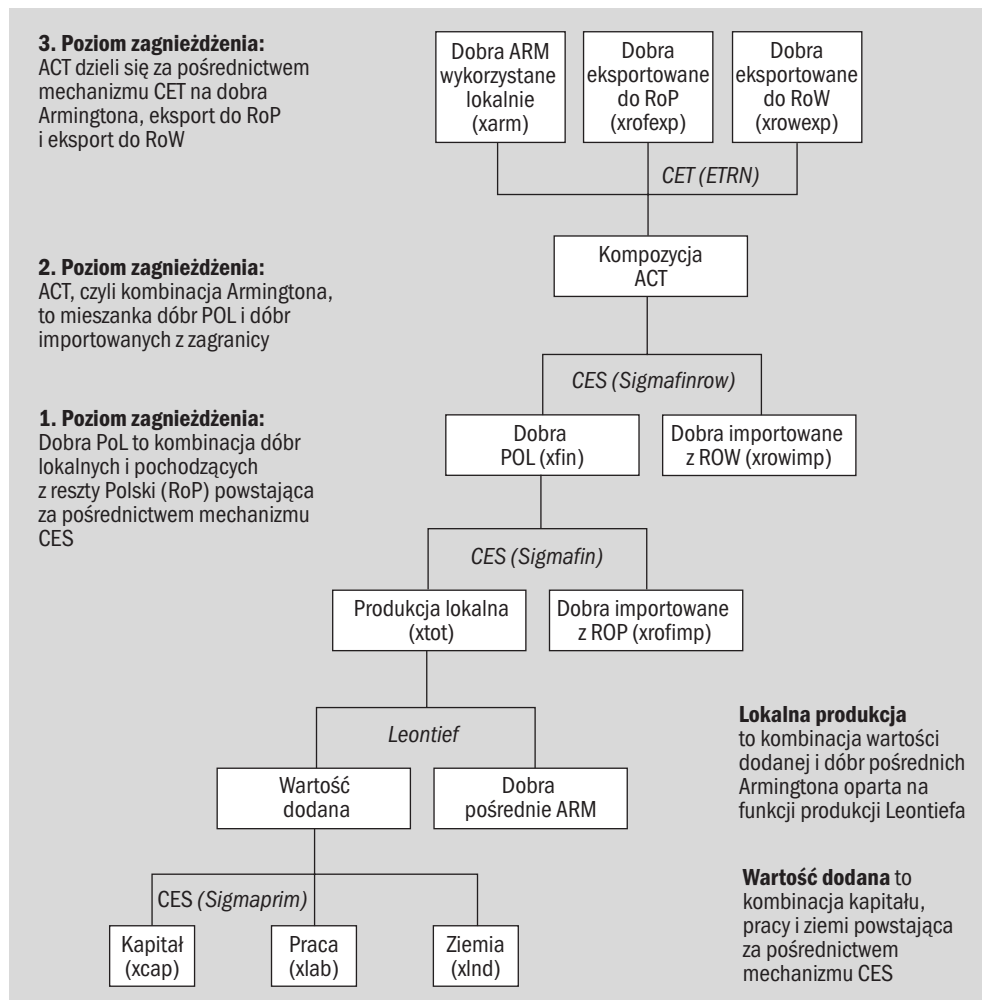 3. Poziom zagnieżdżenia:
ACT dzieli się za pośrednictwem
mechanizmu CET na dobra
Armingtona, eksport do RoP
i eksport do RoW
Dobra ARM
wykorzystane
lokalnie
(xarm)
Dobra
eksportowane
do RoP
(xrofexp)
Dobra
eksportowane
do RoW
(xrowexp)
CET (ETRN)
Kompozycja
ACT
2. Poziom zagnieżdżenia:
ACT, czyli kombinacja Armingtona,
to mieszanka dóbr POL i dóbr
importowanych z zagranicy
CES (Sigmafinrow)
1. Poziom zagnieżdżenia:
Dobra PoL to kombinacja dóbr
lokalnych i pochodzących
z reszty Polski (RoP) powstająca
za pośrednictwem mechanizmu
CES
Dobra
POL (xfin)
Dobra importowane
z ROW (xrowimp)
CES (Sigmafin)
Produkcja lokalna
(xtot)
Dobra importowane
z ROP (xrofimp)
Leontief
Lokalna produkcja
to kombinacja wartości
dodanej i dóbr pośrednich
Armingtona oparta na
funkcji produkcji Leontiefa
Wartość
dodana
Dobra
pośrednie ARM
CES (Sigmaprim)
Kapitał
(xcap)
Praca
(xlab)
Ziemia
(xlnd)
Wartość dodana to
kombinacja kapitału,
pracy i ziemi powstająca
za pośrednictwem
mechanizmu CES